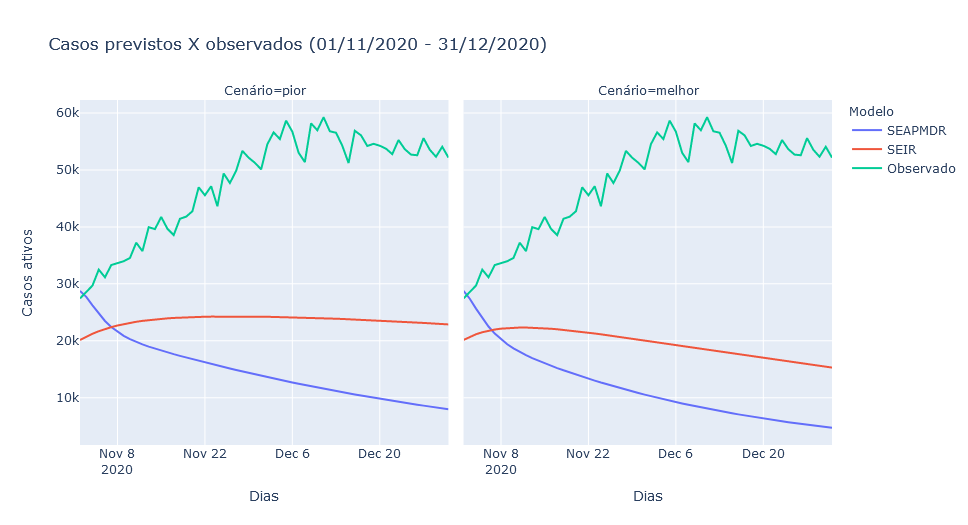 Casos previstos X observados (01/11/2020 - 31/12/2020)
Cenário=pior
Cenário=melhor
Modelo
SEAPMDR
SEIR
Observado
Casos ativos
60k
50k
40k
30k
20k
10k
Nov 8
2020
Nov 22
Dec 6
Dec 20
Nov 8
2020
Nov 22
Dec 6
Dec 20
Dias
Dias